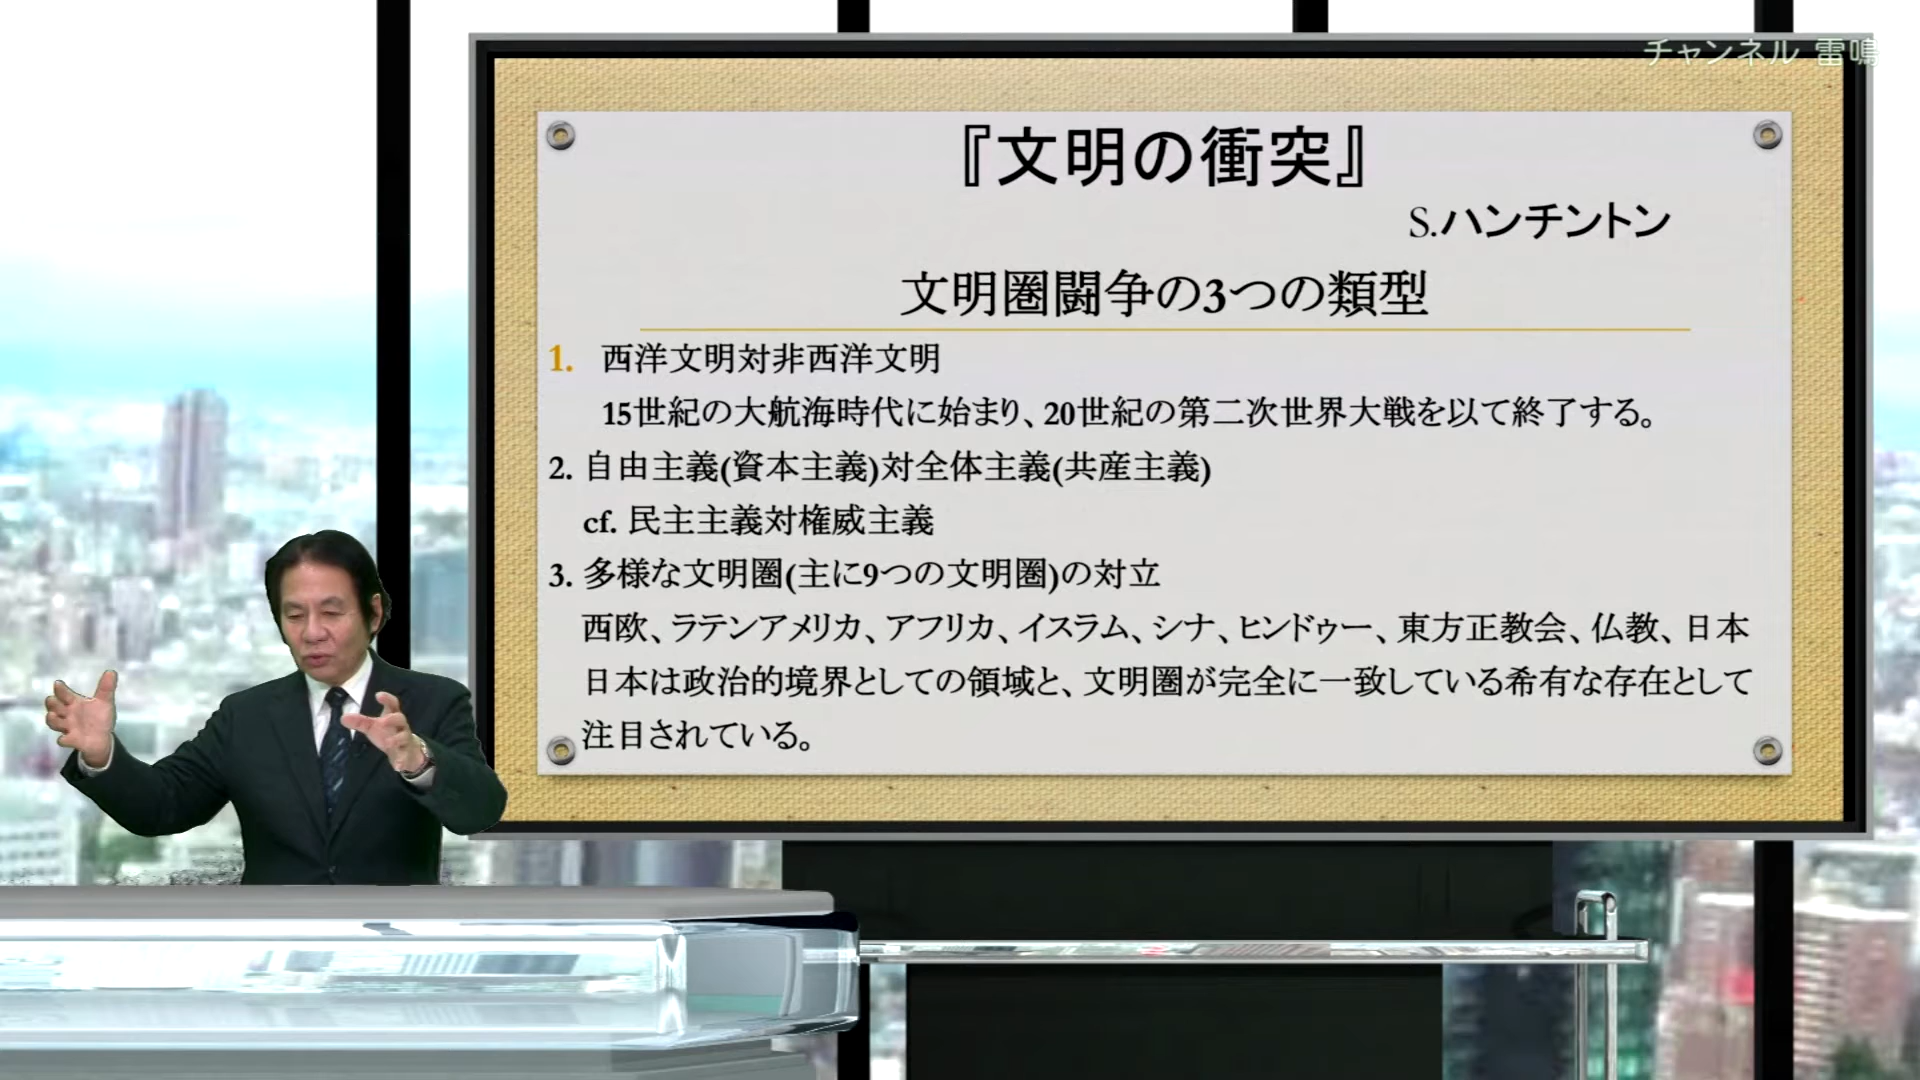 チャンネル 雷鳴
『文明の衝突』
S.ハンチントン
文明圏闘争の3つの類型
1. 西洋文明対非西洋文明
15世紀の大航海時代に始まり、20世紀の第二次世界大戦を以て終了する。
2. 自由主義(資本主義)対全体主義(共産主義)
cf. 民主主義対権威主義
3. 多様な文明圏(主に9つの文明圏)の対立
西欧、ラテンアメリカ、アフリカ、イスラム、シナ、ヒンドゥー、東方正教会、仏教、日本
日本は政治的境界としての領域と、文明圏が完全に一致している希有な存在として
注目されている。